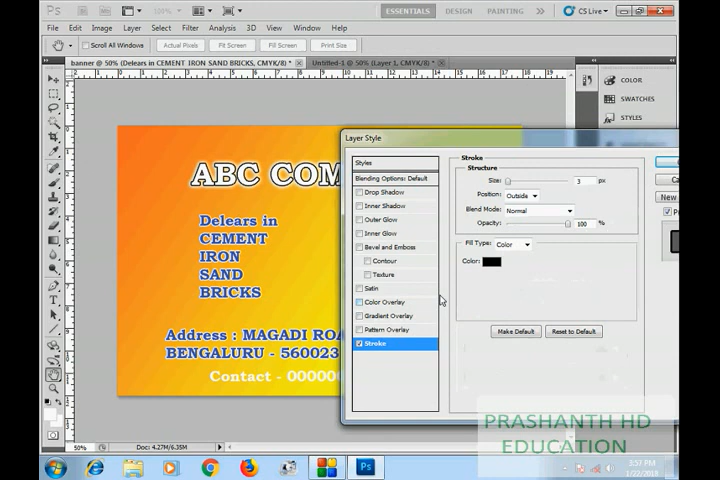 Ps Br Mb 100% ESSENTIALS DESIGN PAINTING CS Live
File Edit Image Layer Select Filter Analysis 3D View Window Help
Scroll All Windows Actual Pixels Fit Screen Fill Screen Print Size
banner @ 50% (Delears in CEMENT IRON SAND BRICKS, CMYK/8) * Untitled-1 @ 50% (Layer 1, CMYK/8) *
COLOR
SWATCHES
STYLES
ABC COM
Delears in
CEMENT
IRON
SAND
BRICKS
Address : MAGADI ROA
BENGALURU - 560023
Contact - 000000
Layer Style
Styles
Blending Options: Default
Drop Shadow
Inner Shadow
Outer Glow
Inner Glow
Bevel and Emboss
Contour
Texture
Satin
Color Overlay
Gradient Overlay
Pattern Overlay
Stroke
Stroke
Structure
Size: 3 px
Position: Outside
Blend Mode: Normal
Opacity: 100 %
Fill Type: Color
Color:
Make Default Reset to Default
Ca
New
P
50% Doc: 4.27M/6.35M
PRASHANTH HD
EDUCATION
Ps
3:57 PM
1/22/2018